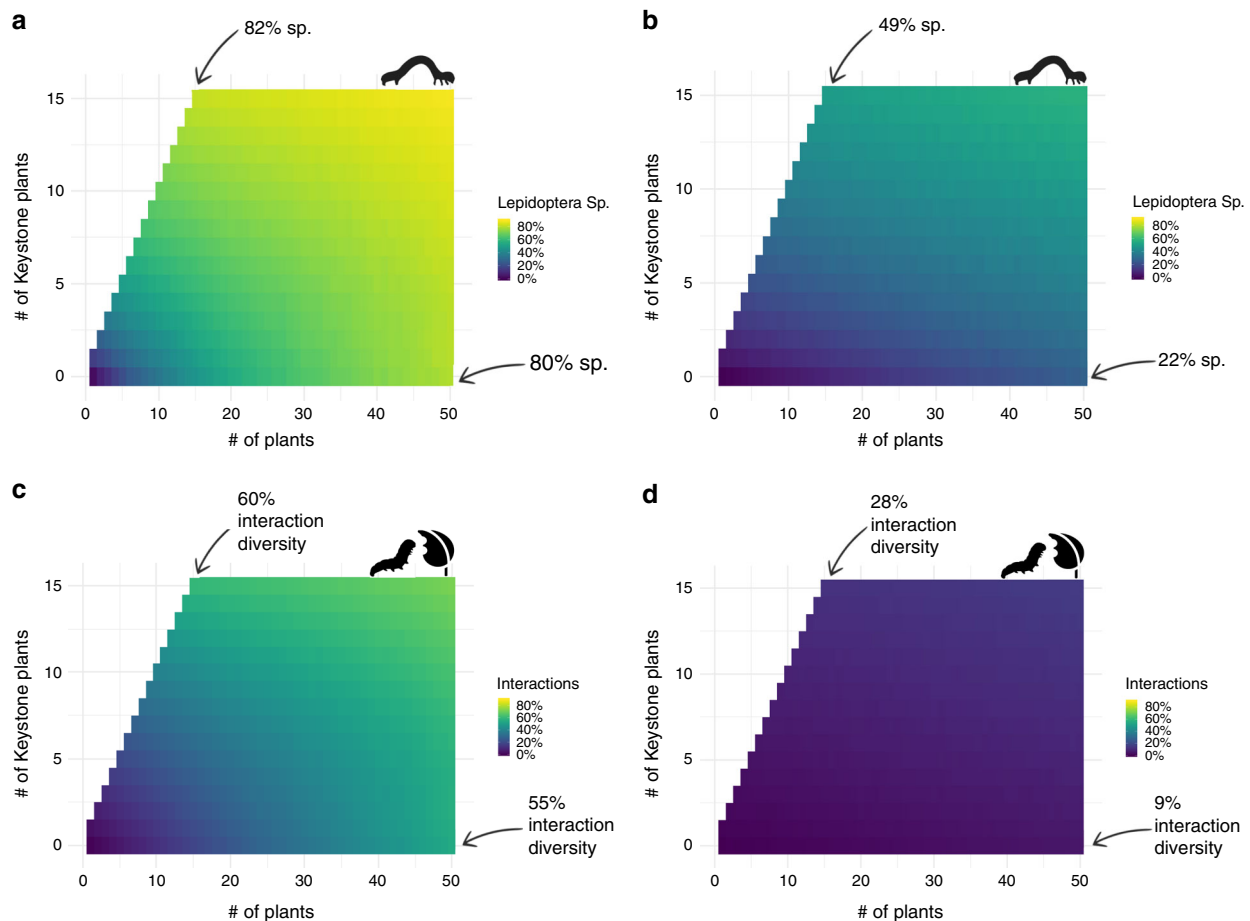 a
82% sp.
15
10
5
0
# of Keystone plants
0 10 20 30 40 50
# of plants
Lepidoptera Sp.
80%
60%
40%
20%
0%
80% sp.
b
49% sp.
15
10
5
0
# of Keystone plants
0 10 20 30 40 50
# of plants
Lepidoptera Sp.
80%
60%
40%
20%
0%
22% sp.
c
60%
interaction
diversity
15
10
5
0
# of Keystone plants
0 10 20 30 40 50
# of plants
Interactions
80%
60%
40%
20%
0%
55%
interaction
diversity
d
28%
interaction
diversity
15
10
5
0
# of Keystone plants
0 10 20 30 40 50
# of plants
Interactions
80%
60%
40%
20%
0%
9%
interaction
diversity